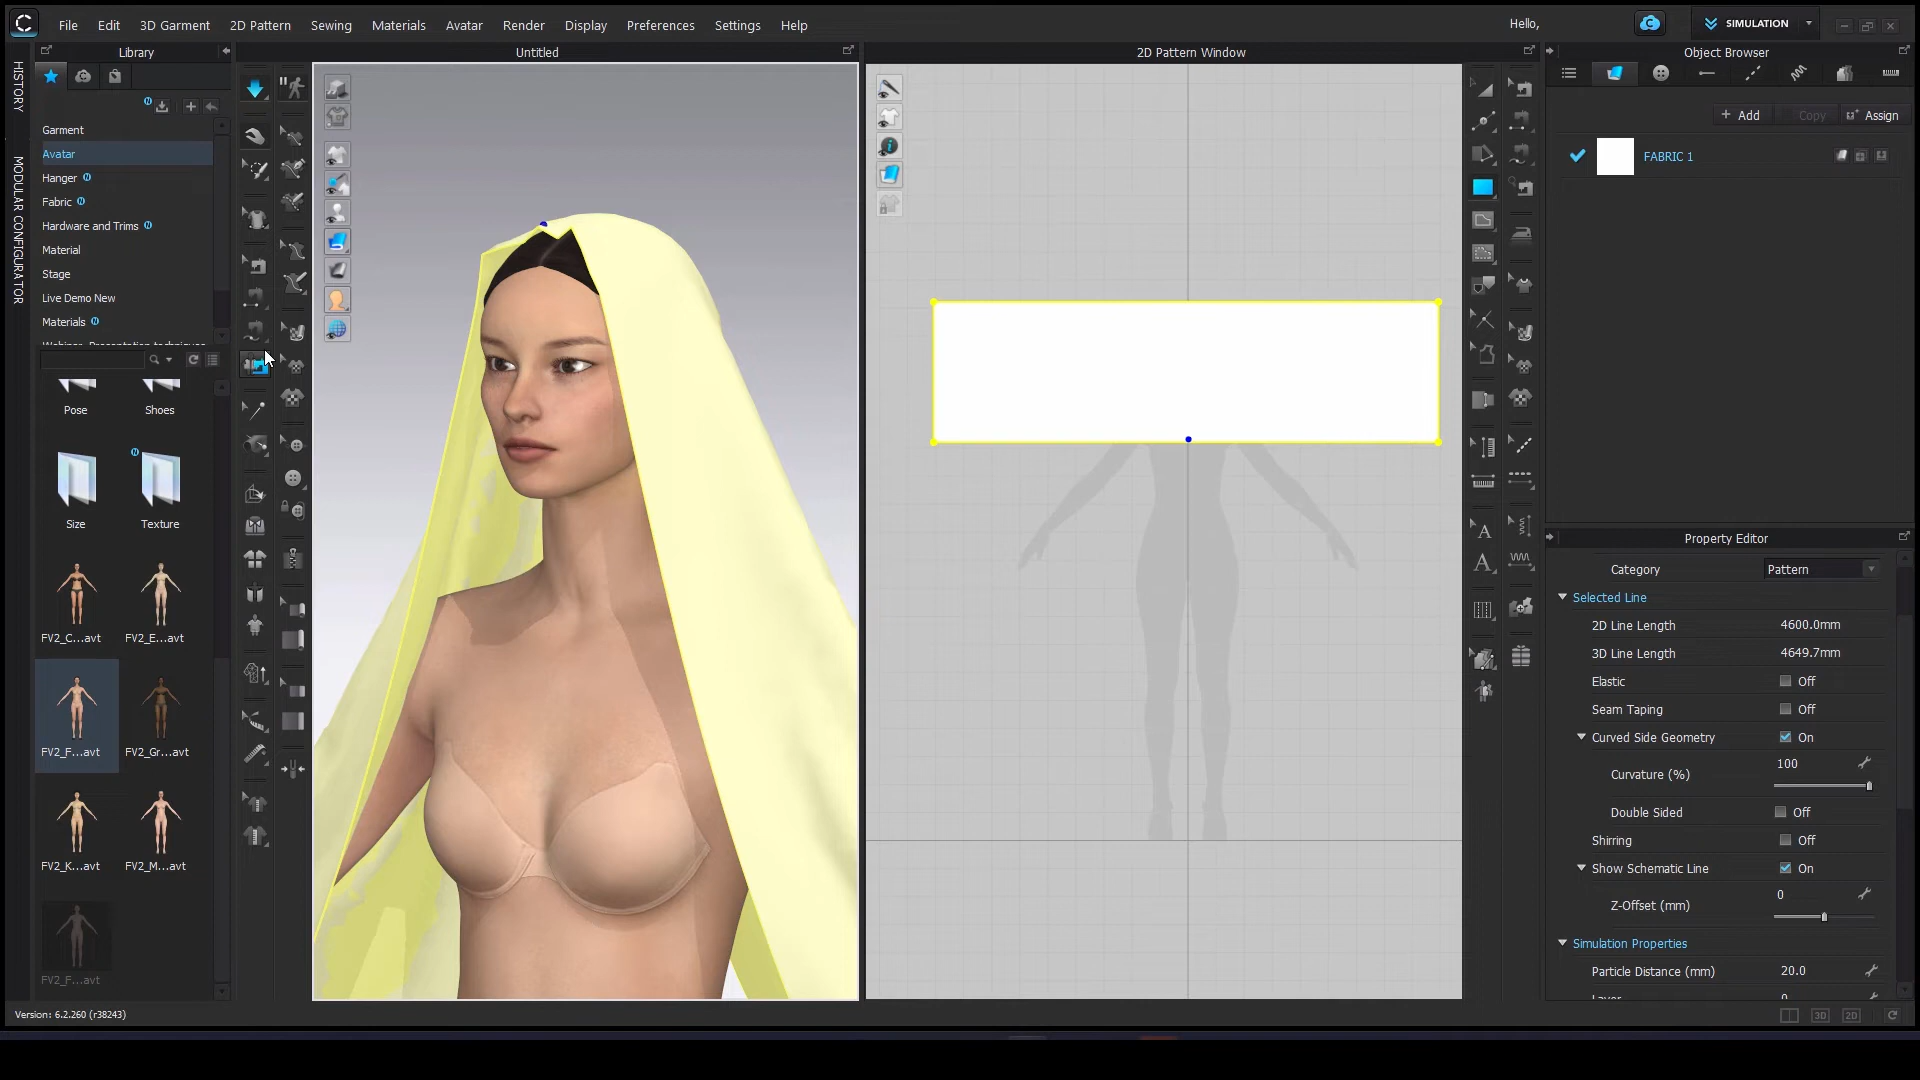 File Edit 3D Garment 2D Pattern Sewing Materials Avatar Render Display Preferences Settings Help Hello, SIMULATION
Library Untitled 2D Pattern Window Object Browser
HISTORY
MODULAR CONFIGURATOR
Garment
Avatar
Hanger
Fabric
Hardware and Trims
Material
Stage
Live Demo New
Materials
Pose Shoes
Size Texture
FV2_C...avt FV2_E...avt
FV2_F...avt FV2_Gr...avt
FV2_K...avt FV2_M...avt
FV2_F...avt
+ Add Copy Assign
FABRIC 1
Property Editor
Category Pattern
Selected Line
2D Line Length 4600.0mm
3D Line Length 4649.7mm
Elastic Off
Seam Taping Off
Curved Side Geometry On
Curvature (%) 100
Double Sided Off
Shirring Off
Show Schematic Line On
Z-Offset (mm) 0
Simulation Properties
Particle Distance (mm) 20.0
Version: 6.2.260 (r38243) 3D 2D